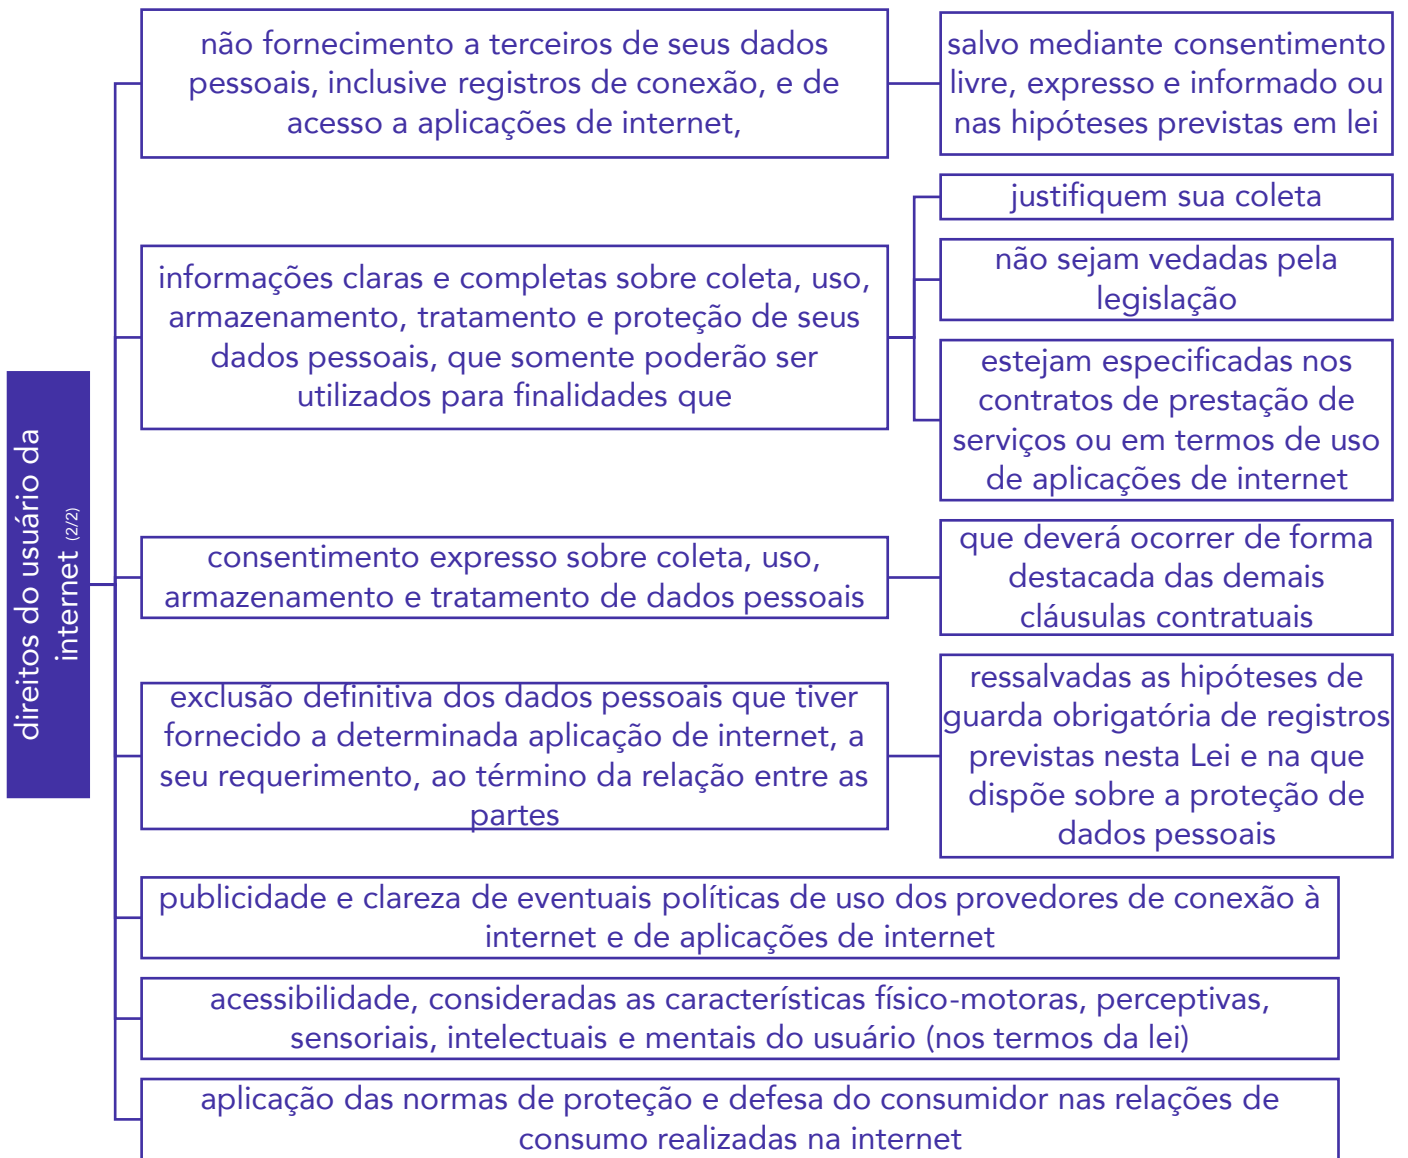 direitos do usuário da
internet (2/2)
não fornecimento a terceiros de seus dados
pessoais, inclusive registros de conexão, e de
acesso a aplicações de internet,
salvo mediante consentimento
livre, expresso e informado ou
nas hipóteses previstas em lei
informações claras e completas sobre coleta, uso,
armazenamento, tratamento e proteção de seus
dados pessoais, que somente poderão ser
utilizados para finalidades que
justifiquem sua coleta
não sejam vedadas pela
legislação
estejam especificadas nos
contratos de prestação de
serviços ou em termos de uso
de aplicações de internet
consentimento expresso sobre coleta, uso,
armazenamento e tratamento de dados pessoais
que deverá ocorrer de forma
destacada das demais
cláusulas contratuais
exclusão definitiva dos dados pessoais que tiver
fornecido a determinada aplicação de internet, a
seu requerimento, ao término da relação entre as
partes
ressalvadas as hipóteses de
guarda obrigatória de registros
previstas nesta Lei e na que
dispõe sobre a proteção de
dados pessoais
publicidade e clareza de eventuais políticas de uso dos provedores de conexão à
internet e de aplicações de internet
acessibilidade, consideradas as características físico-motoras, perceptivas,
sensoriais, intelectuais e mentais do usuário (nos termos da lei)
aplicação das normas de proteção e defesa do consumidor nas relações de
consumo realizadas na internet